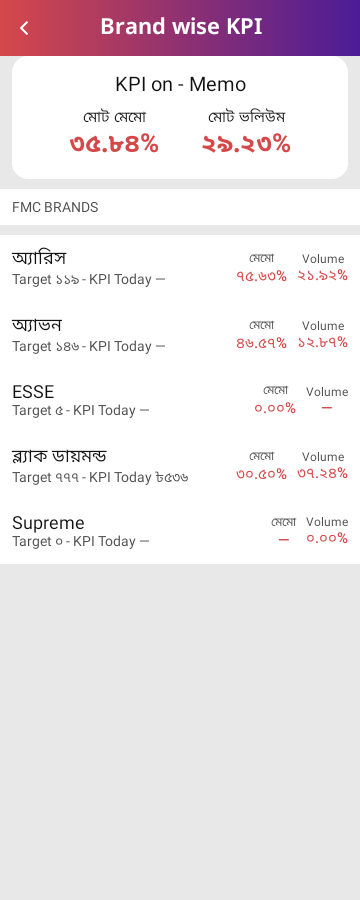 Brand wise KPI
KPI on - Memo
মোট মেমো
মোট ভলিউম
৩৫.৮৪%
২৯.২৩%
FMC BRANDS
অ্যারিস
Target ১১৯ - KPI Today —
মেমো
৭৫.৬৩%
Volume
২১.৯২%
অ্যাভন
Target ১৪৬ - KPI Today —
মেমো
৪৬.৫৭%
Volume
১২.৮৭%
ESSE
Target ৫ - KPI Today —
মেমো
০.০০%
Volume
—
ব্ল্যাক ডায়মন্ড
Target ৭৭৭ - KPI Today ৳৫৩৬
মেমো
৩০.৫০%
Volume
৩৭.২৪%
Supreme
Target ০ - KPI Today —
মেমো
—
Volume
০.০০%